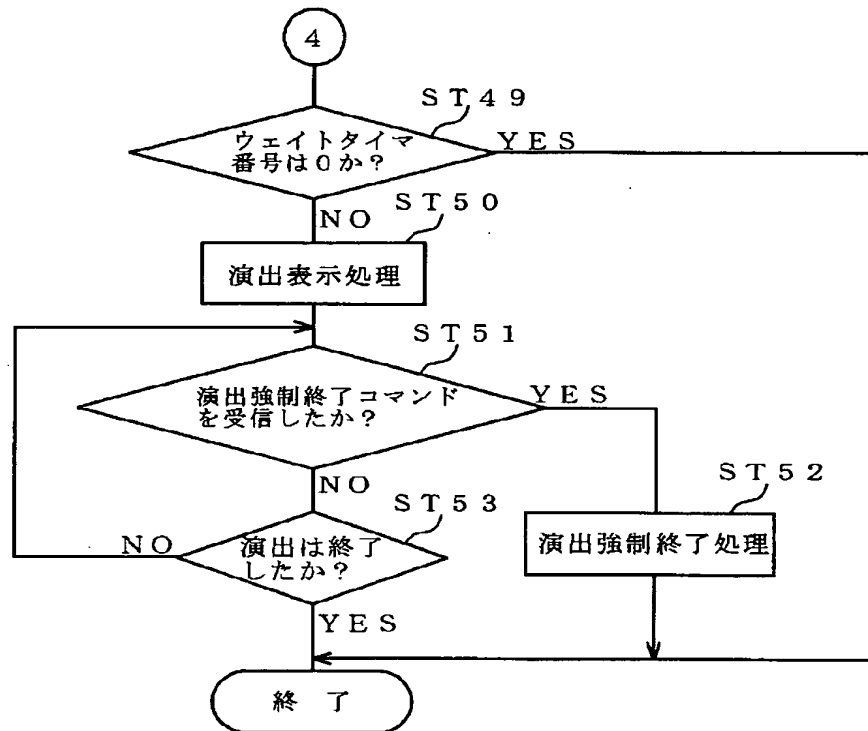 4
ST49
ウェイトタイマ
番号は０か？
YES
NO
ST50
演出表示処理
ST51
演出強制終了コマンド
を受信したか？
YES
NO
ST52
演出強制終了処理
ST53
演出は終了
したか？
NO
YES
終 了